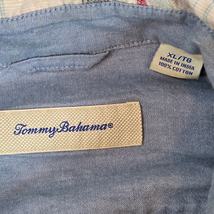 XL/TG
MADE IN INDIA
100% COTTON
Tommy Bahama®